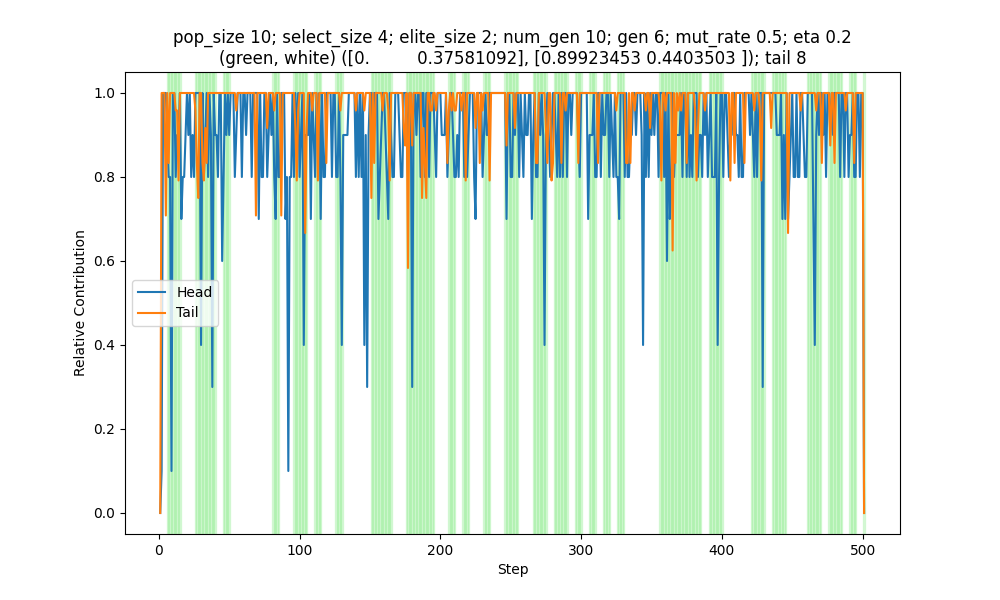 pop_size 10; select_size 4; elite_size 2; num_gen 10; gen 6; mut_rate 0.5; eta 0.2
(green, white) ([0. 0.37581092], [0.89923453 0.4403503 ]); tail 8
1.0
0.8
0.6
0.4
0.2
0.0
Relative Contribution
Head
Tail
0
100
200
300
400
500
Step